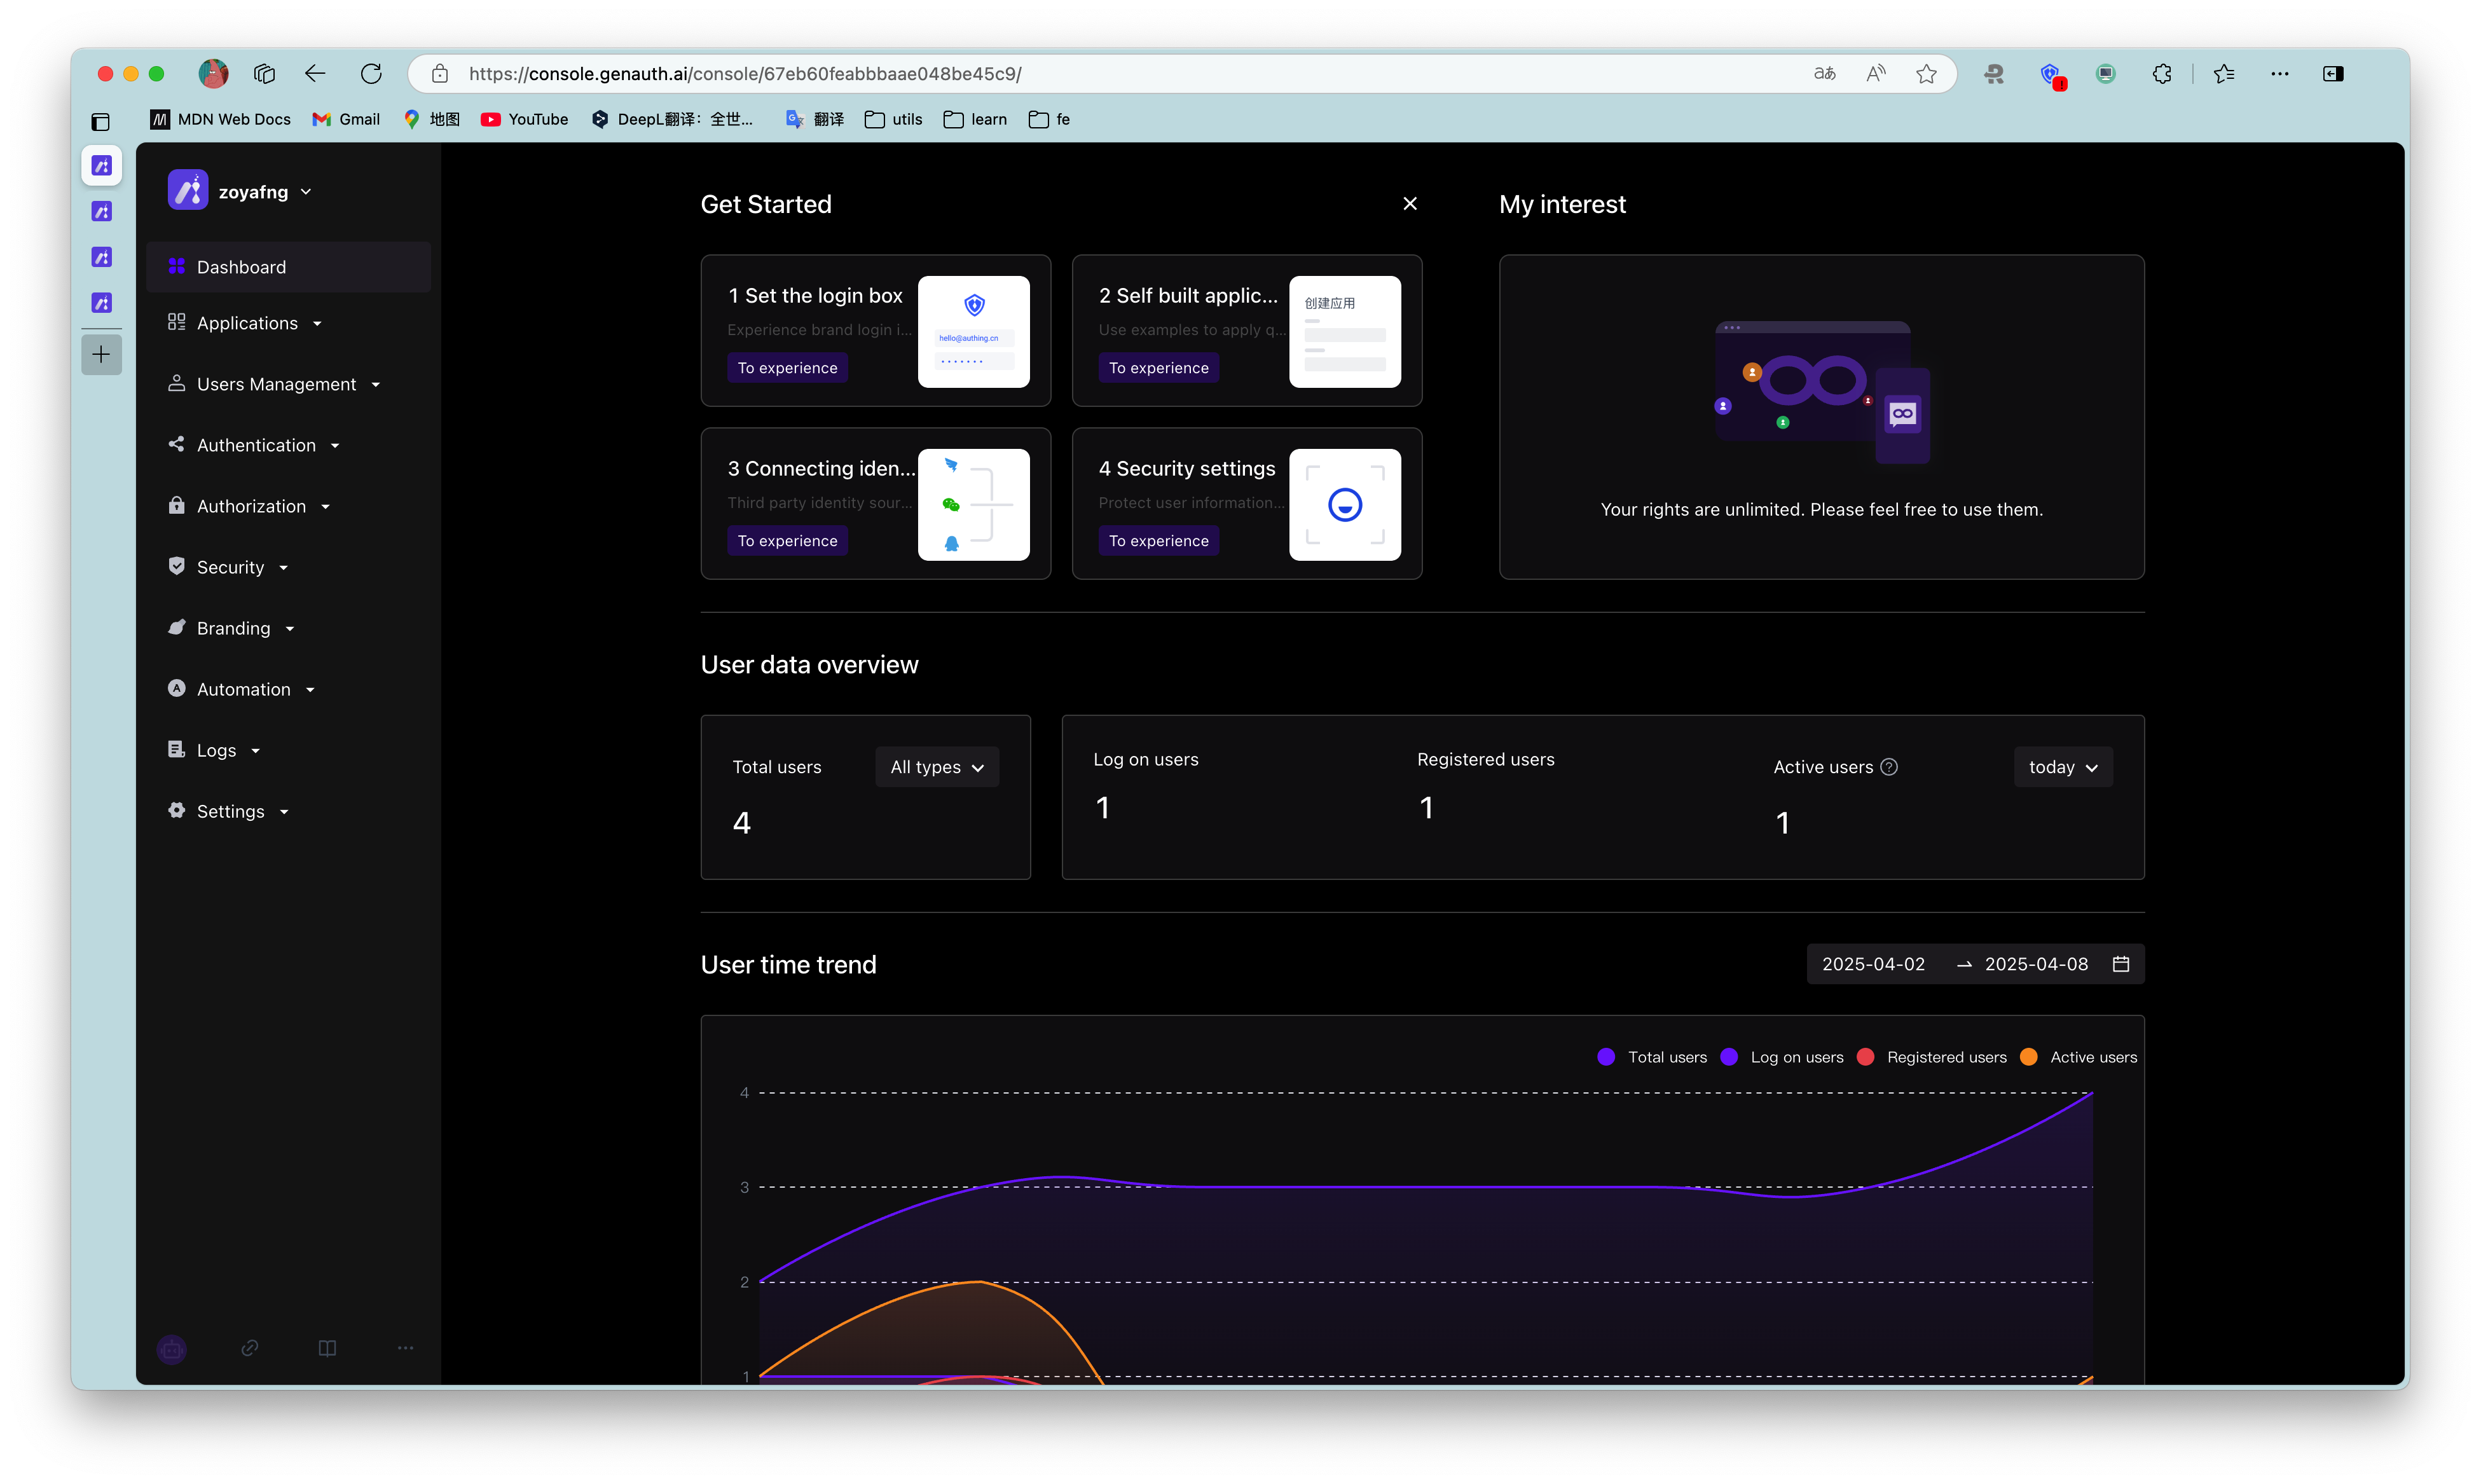 https://console.genauth.ai/console/67eb60feabbbaae048be45c9/
MDN Web Docs
Gmail
地图
YouTube
DeepL翻译：全世...
翻译
utils
learn
fe
zoyafng
Dashboard
Applications
Users Management
Authentication
Authorization
Security
Branding
Automation
Logs
Settings
Get Started
1 Set the login box
Experience brand login i...
To experience
hello@authing.cn
2 Self built applic...
Use examples to apply q...
To experience
创建应用
3 Connecting iden...
Third party identity sour...
To experience
4 Security settings
Protect user information...
To experience
My interest
Your rights are unlimited. Please feel free to use them.
User data overview
Total users
All types
4
Log on users
1
Registered users
1
Active users
1
today
User time trend
2025-04-02
2025-04-08
Total users
Log on users
Registered users
Active users
4
3
2
1